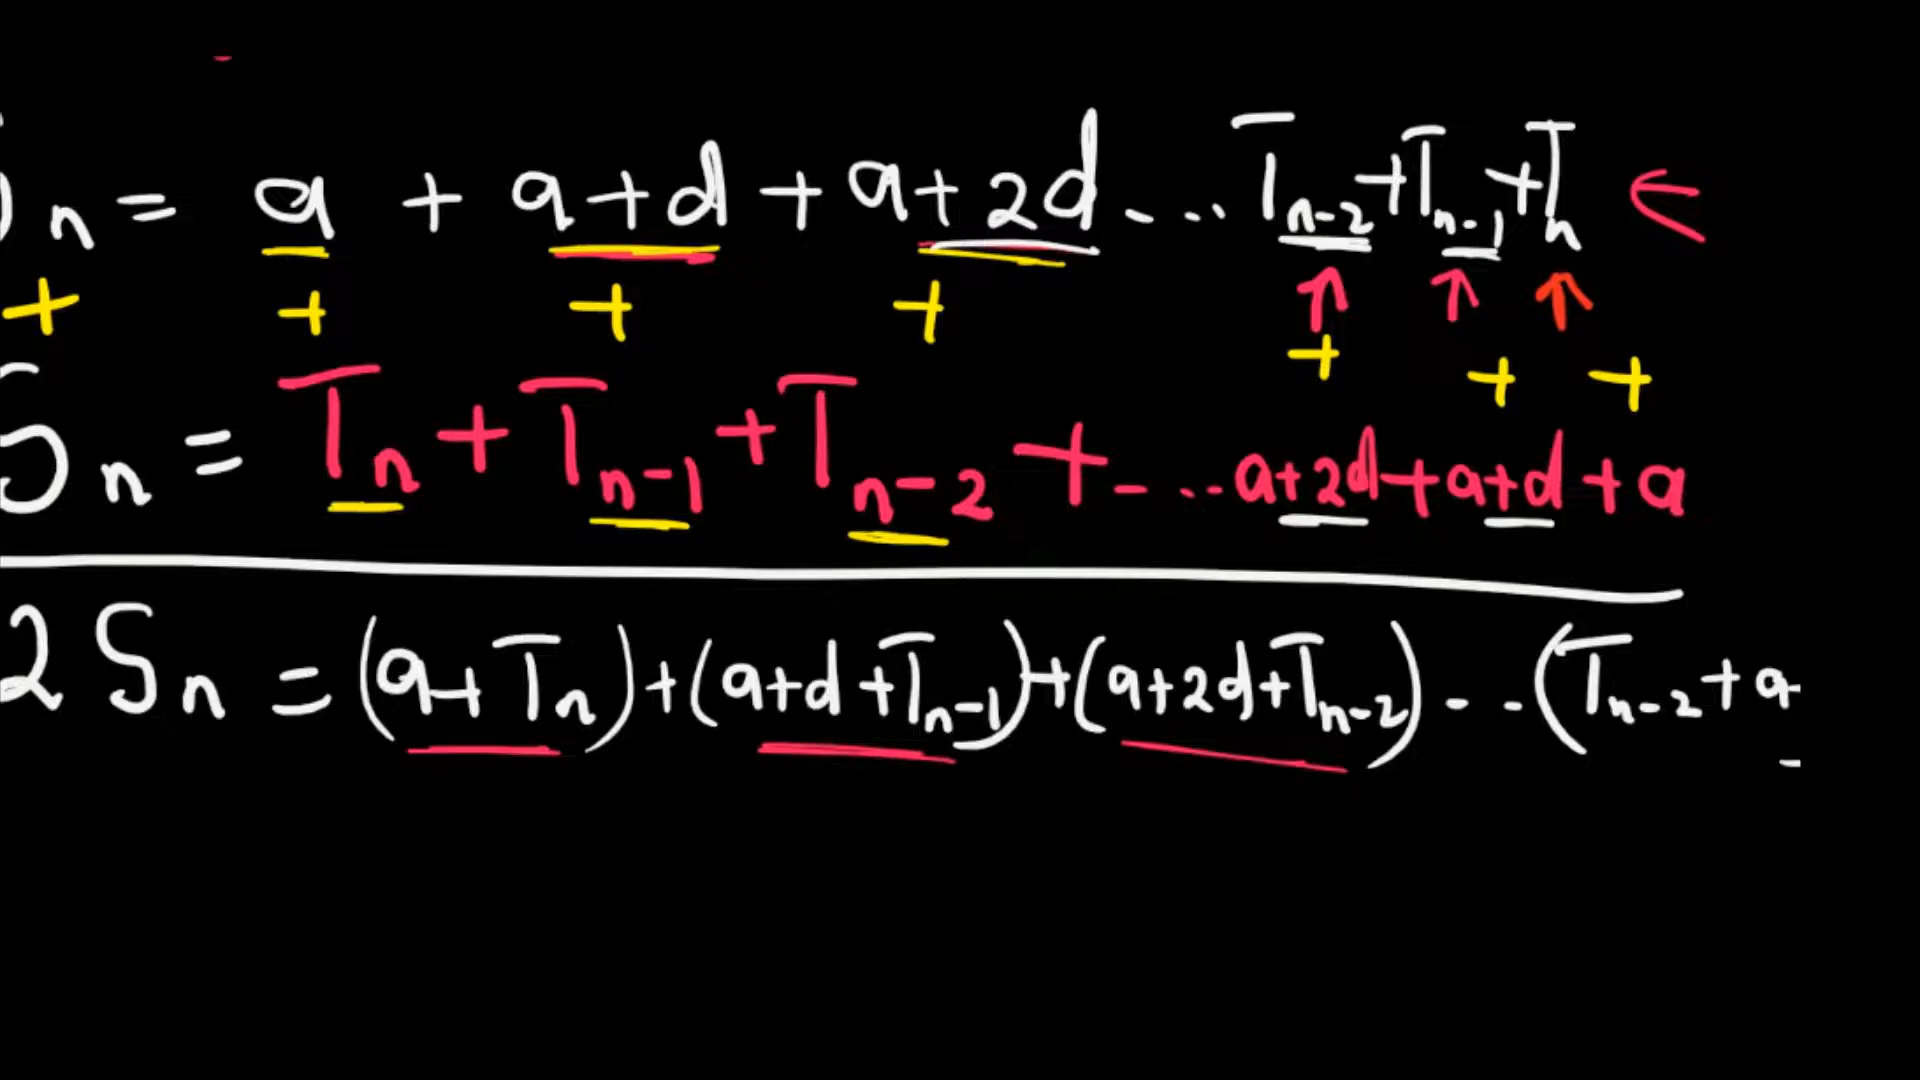 Sn = a + a+d + a+2d - ... Tn-2 + Tn-1 + Tn ←
+ + + + + + +
Sn = Tn + Tn-1 + Tn-2 + - ... a+2d + a+d + a
2Sn = (a+Tn) + (a+d+Tn-1) + (a+2d+Tn-2) - - . (Tn-2 + a